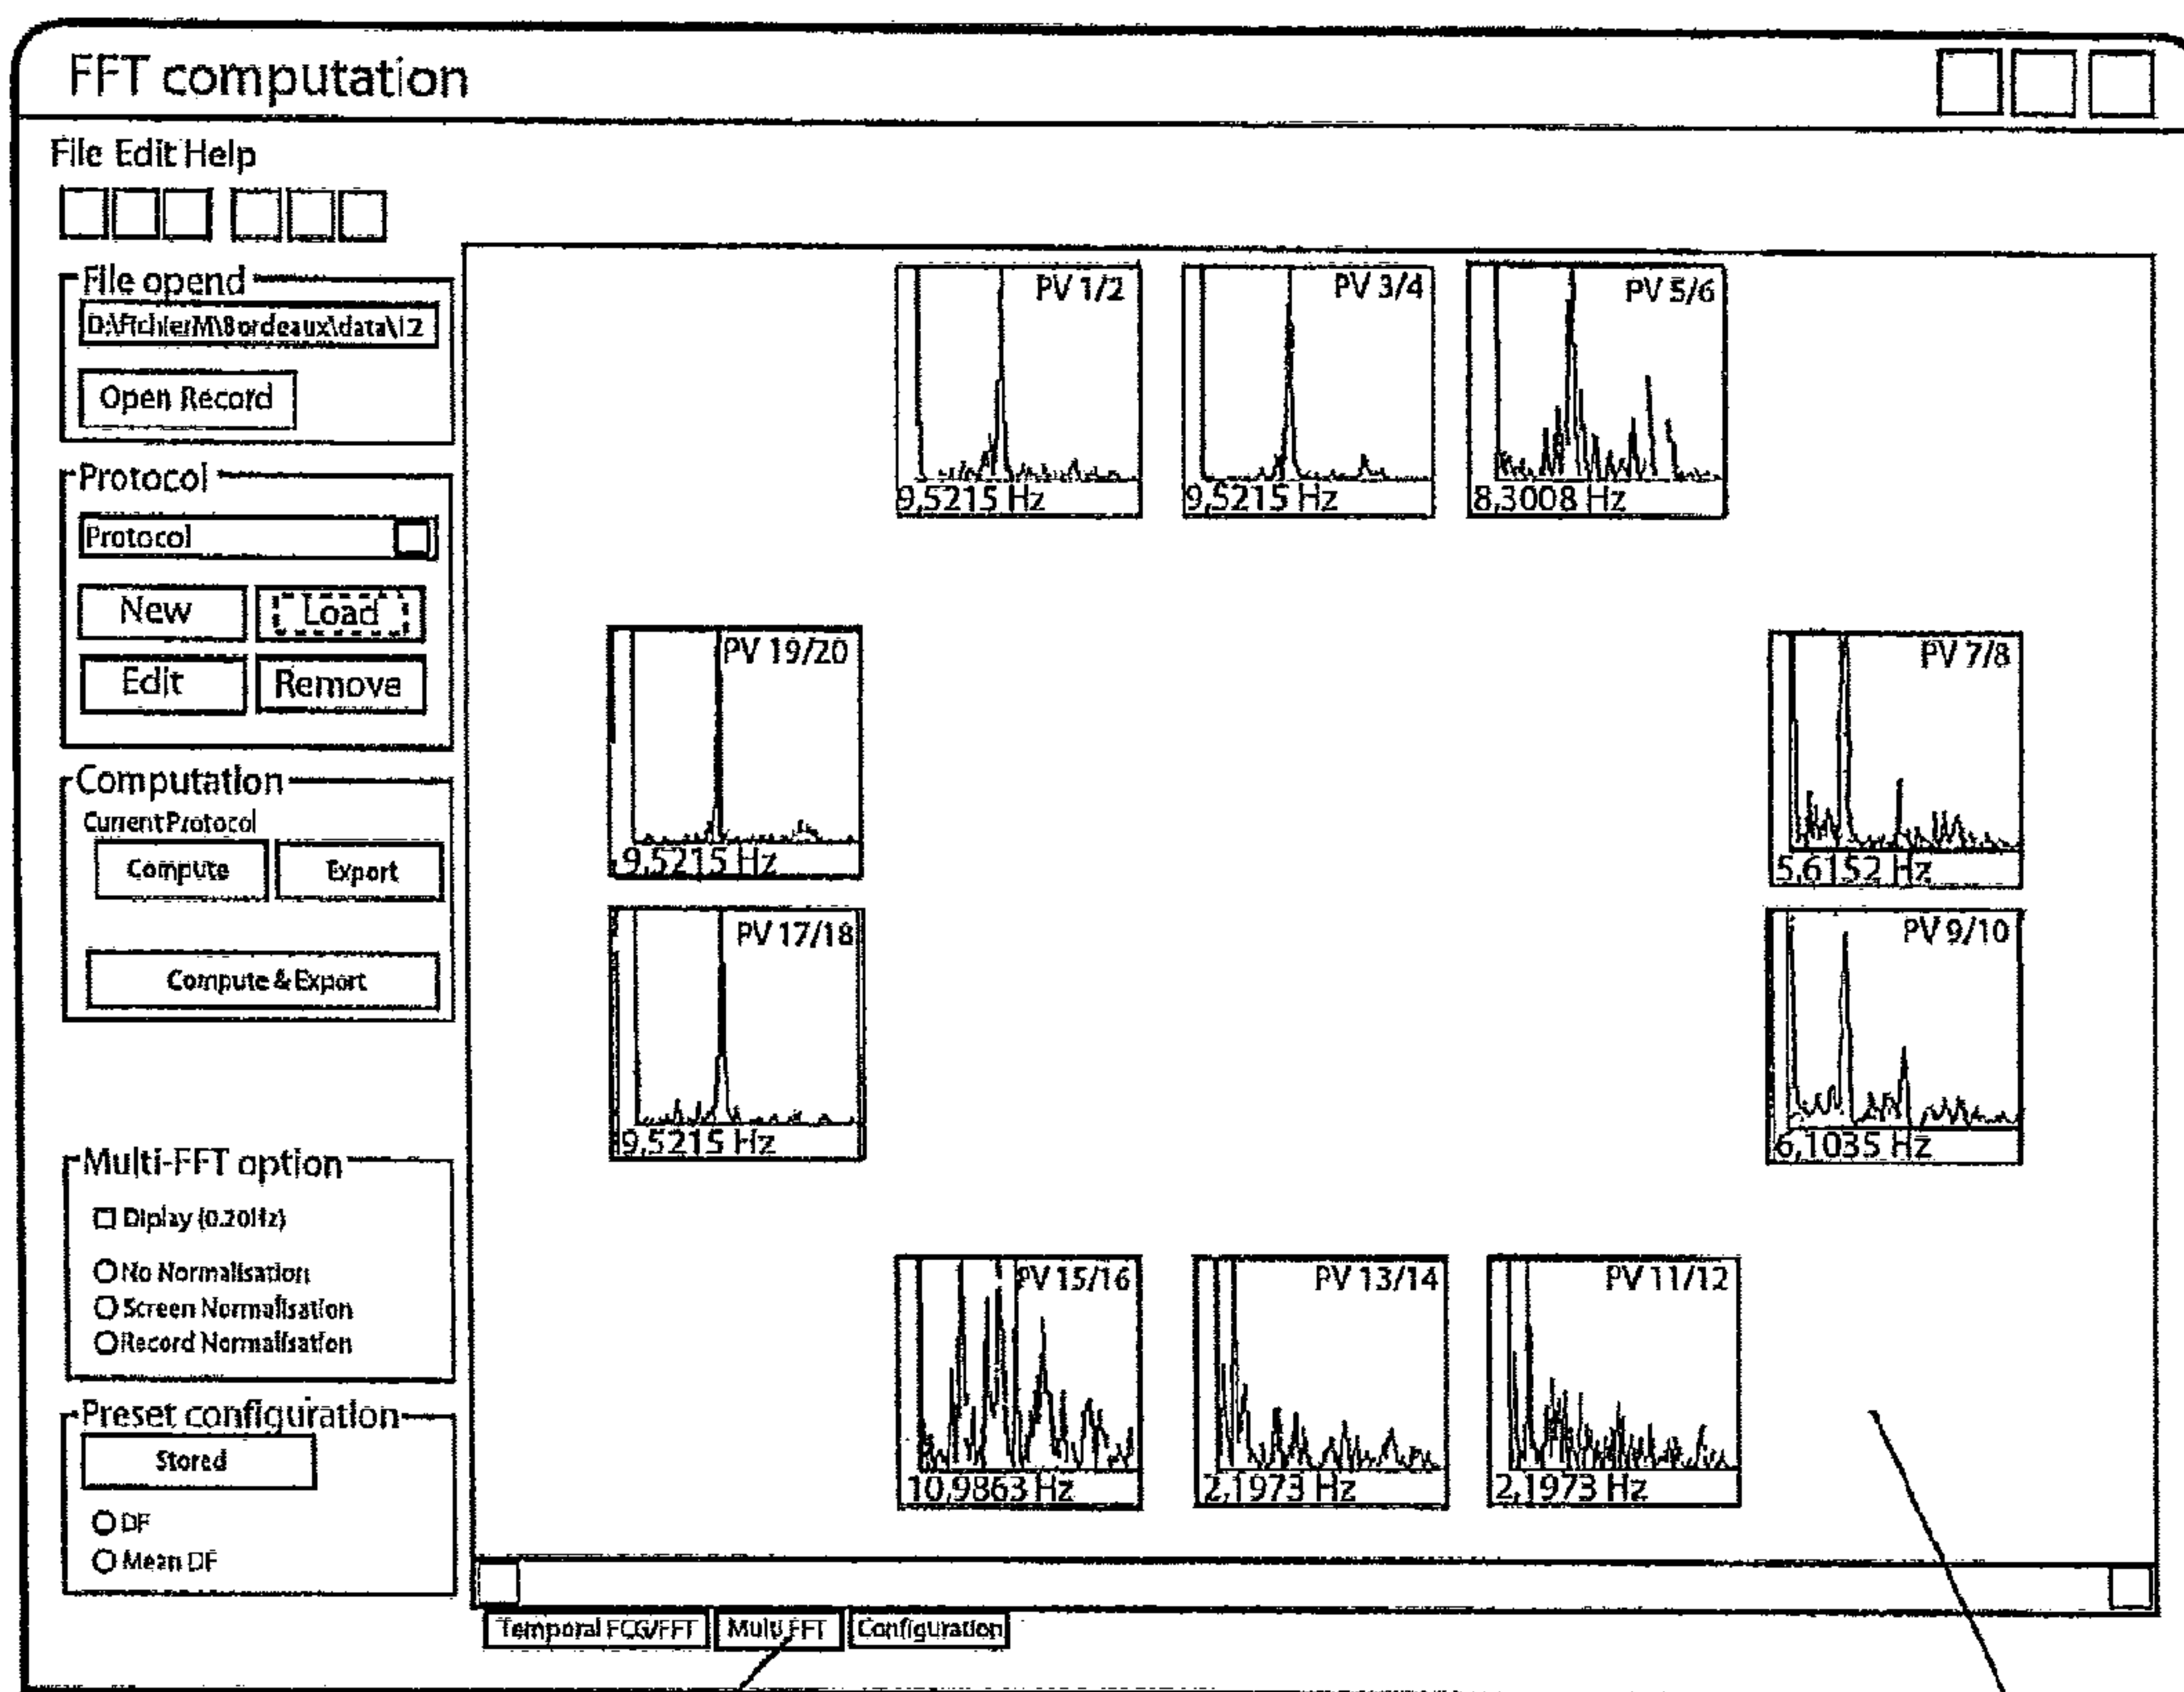 FFT computation
File Edit Help
File opend
D:\FichierM\Bordeaux\data\12
Open Record
Protocol
Protocol
New
Load
Edit
Remove
Computation
Current Protocol
Compute
Export
Compute & Export
Multi-FFT option
Diplay (0.20Hz)
No Normalisation
Screen Normalisation
Record Normalisation
Preset configuration
Stored
DF
Mean DF
PV 1/2
9,5215 Hz
PV 3/4
9,5215 Hz
PV 5/6
8,3008 Hz
PV 19/20
9,5215 Hz
PV 7/8
5,6152 Hz
PV 17/18
9,5215 Hz
PV 9/10
6,1035 Hz
PV 15/16
10,9863 Hz
PV 13/14
2,1973 Hz
PV 11/12
2,1973 Hz
Temporal ECG/FFT
Multi FFT
Configuration